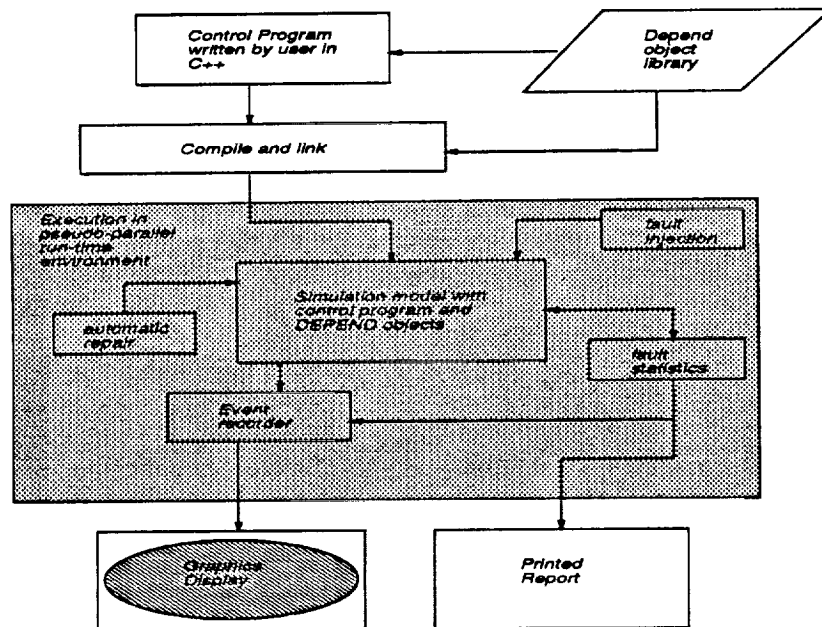 Control Program
written by user in
C++
Depend
object
library
Compile and link
Execution in
pseudo-parallel
run-time
environment
fault
injection
Simulation model with
control program and
DEPEND objects
automatic
repair
fault
statistics
Event
recorder
Graphics
Display
Printed
Report